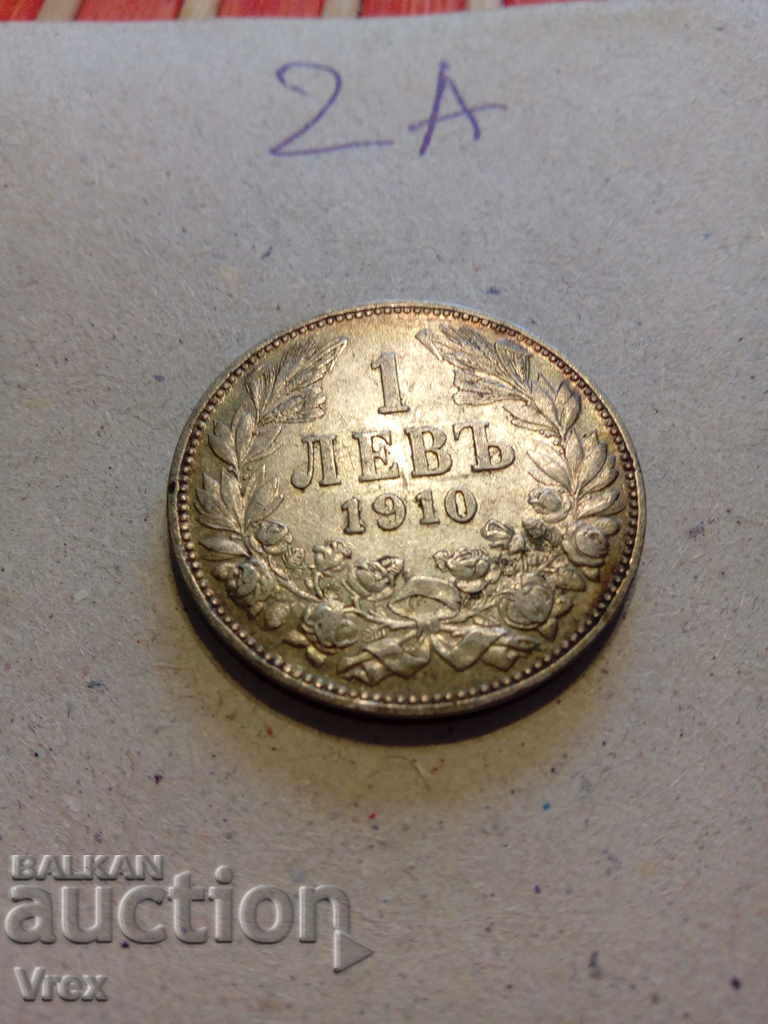 2A
1
ЛЕВЪ
1910
BALKAN
auction
Vrex